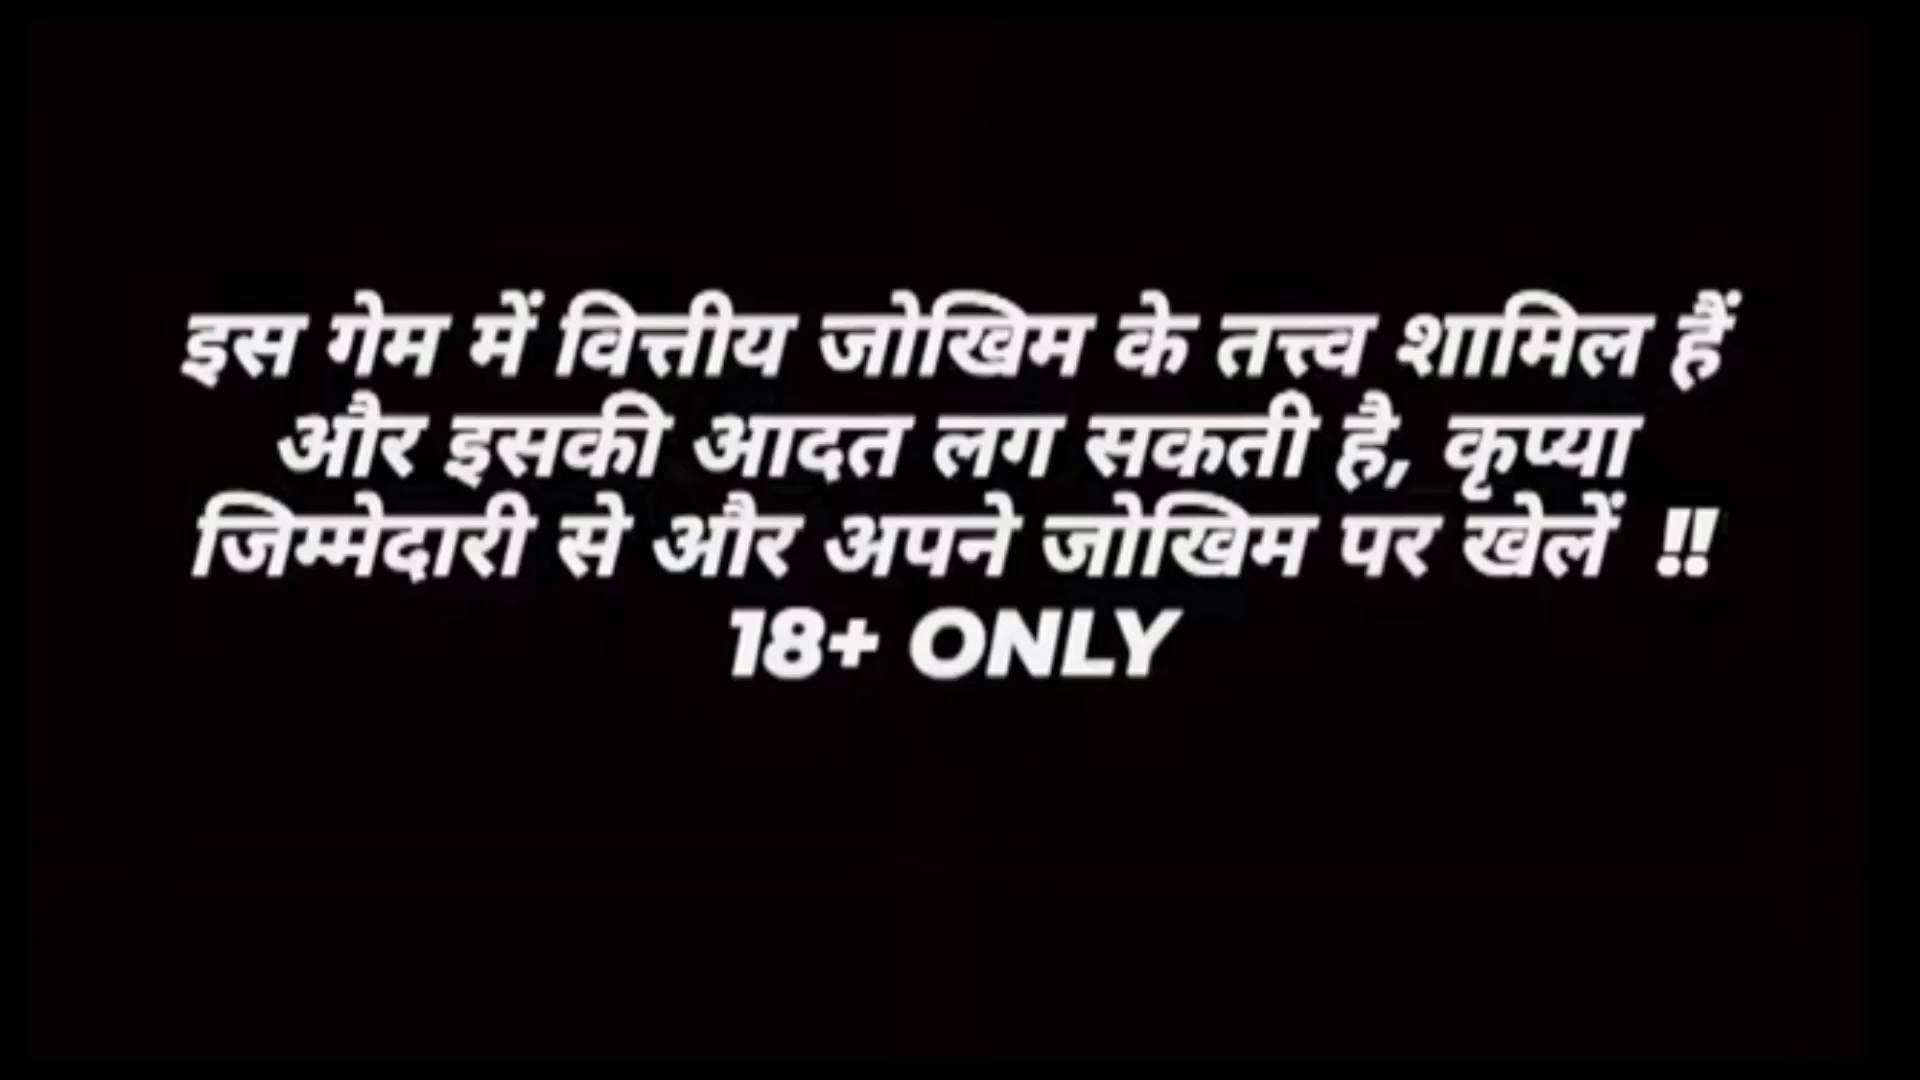 इस गेम में वित्तीय जोखिम के तत्त्व शामिल हैं
और इसकी आदत लग सकती है, कृप्या
जिम्मेदारी से और अपने जोखिम पर खेलें !!
18+ ONLY